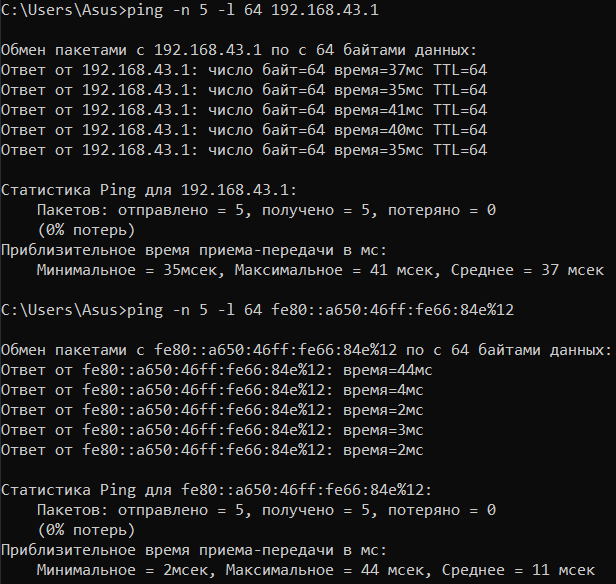 C:\Users\Asus>ping -n 5 -l 64 192.168.43.1
Обмен пакетами с 192.168.43.1 по с 64 байтами данных:
Ответ от 192.168.43.1: число байт=64 время=37мс TTL=64
Ответ от 192.168.43.1: число байт=64 время=35мс TTL=64
Ответ от 192.168.43.1: число байт=64 время=41мс TTL=64
Ответ от 192.168.43.1: число байт=64 время=40мс TTL=64
Ответ от 192.168.43.1: число байт=64 время=35мс TTL=64
Статистика Ping для 192.168.43.1:
Пакетов: отправлено = 5, получено = 5, потеряно = 0
(0% потерь)
Приблизительное время приема-передачи в мс:
Минимальное = 35мсек, Максимальное = 41 мсек, Среднее = 37 мсек
C:\Users\Asus>ping -n 5 -l 64 fe80::a650:46ff:fe66:84e%12
Обмен пакетами с fe80::a650:46ff:fe66:84e%12 по с 64 байтами данных:
Ответ от fe80::a650:46ff:fe66:84e%12: время=44мс
Ответ от fe80::a650:46ff:fe66:84e%12: время=4мс
Ответ от fe80::a650:46ff:fe66:84e%12: время=2мс
Ответ от fe80::a650:46ff:fe66:84e%12: время=3мс
Ответ от fe80::a650:46ff:fe66:84e%12: время=2мс
Статистика Ping для fe80::a650:46ff:fe66:84e%12:
Пакетов: отправлено = 5, получено = 5, потеряно = 0
(0% потерь)
Приблизительное время приема-передачи в мс:
Минимальное = 2мсек, Максимальное = 44 мсек, Среднее = 11 мсек